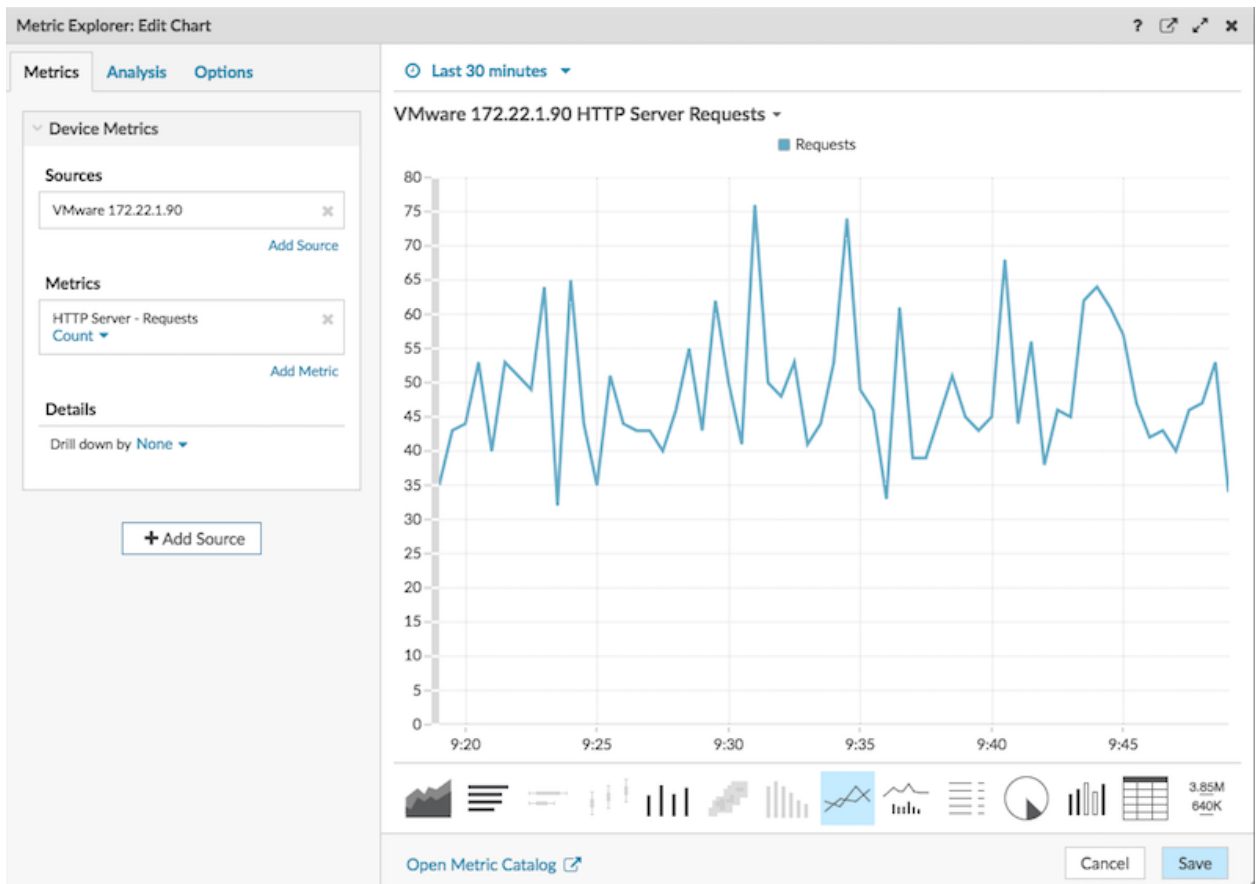 Metric Explorer: Edit Chart
?
Metrics Analysis Options
Device Metrics
Sources
VMware 172.22.1.90
Add Source
Metrics
HTTP Server - Requests
Count
Add Metric
Details
Drill down by None
+ Add Source
Last 30 minutes
VMware 172.22.1.90 HTTP Server Requests
Requests
80
75
70
65
60
55
50
45
40
35
30
25
20
15
10
5
0
9:20 9:25 9:30 9:35 9:40 9:45
3.85M
640K
Open Metric Catalog
Cancel Save